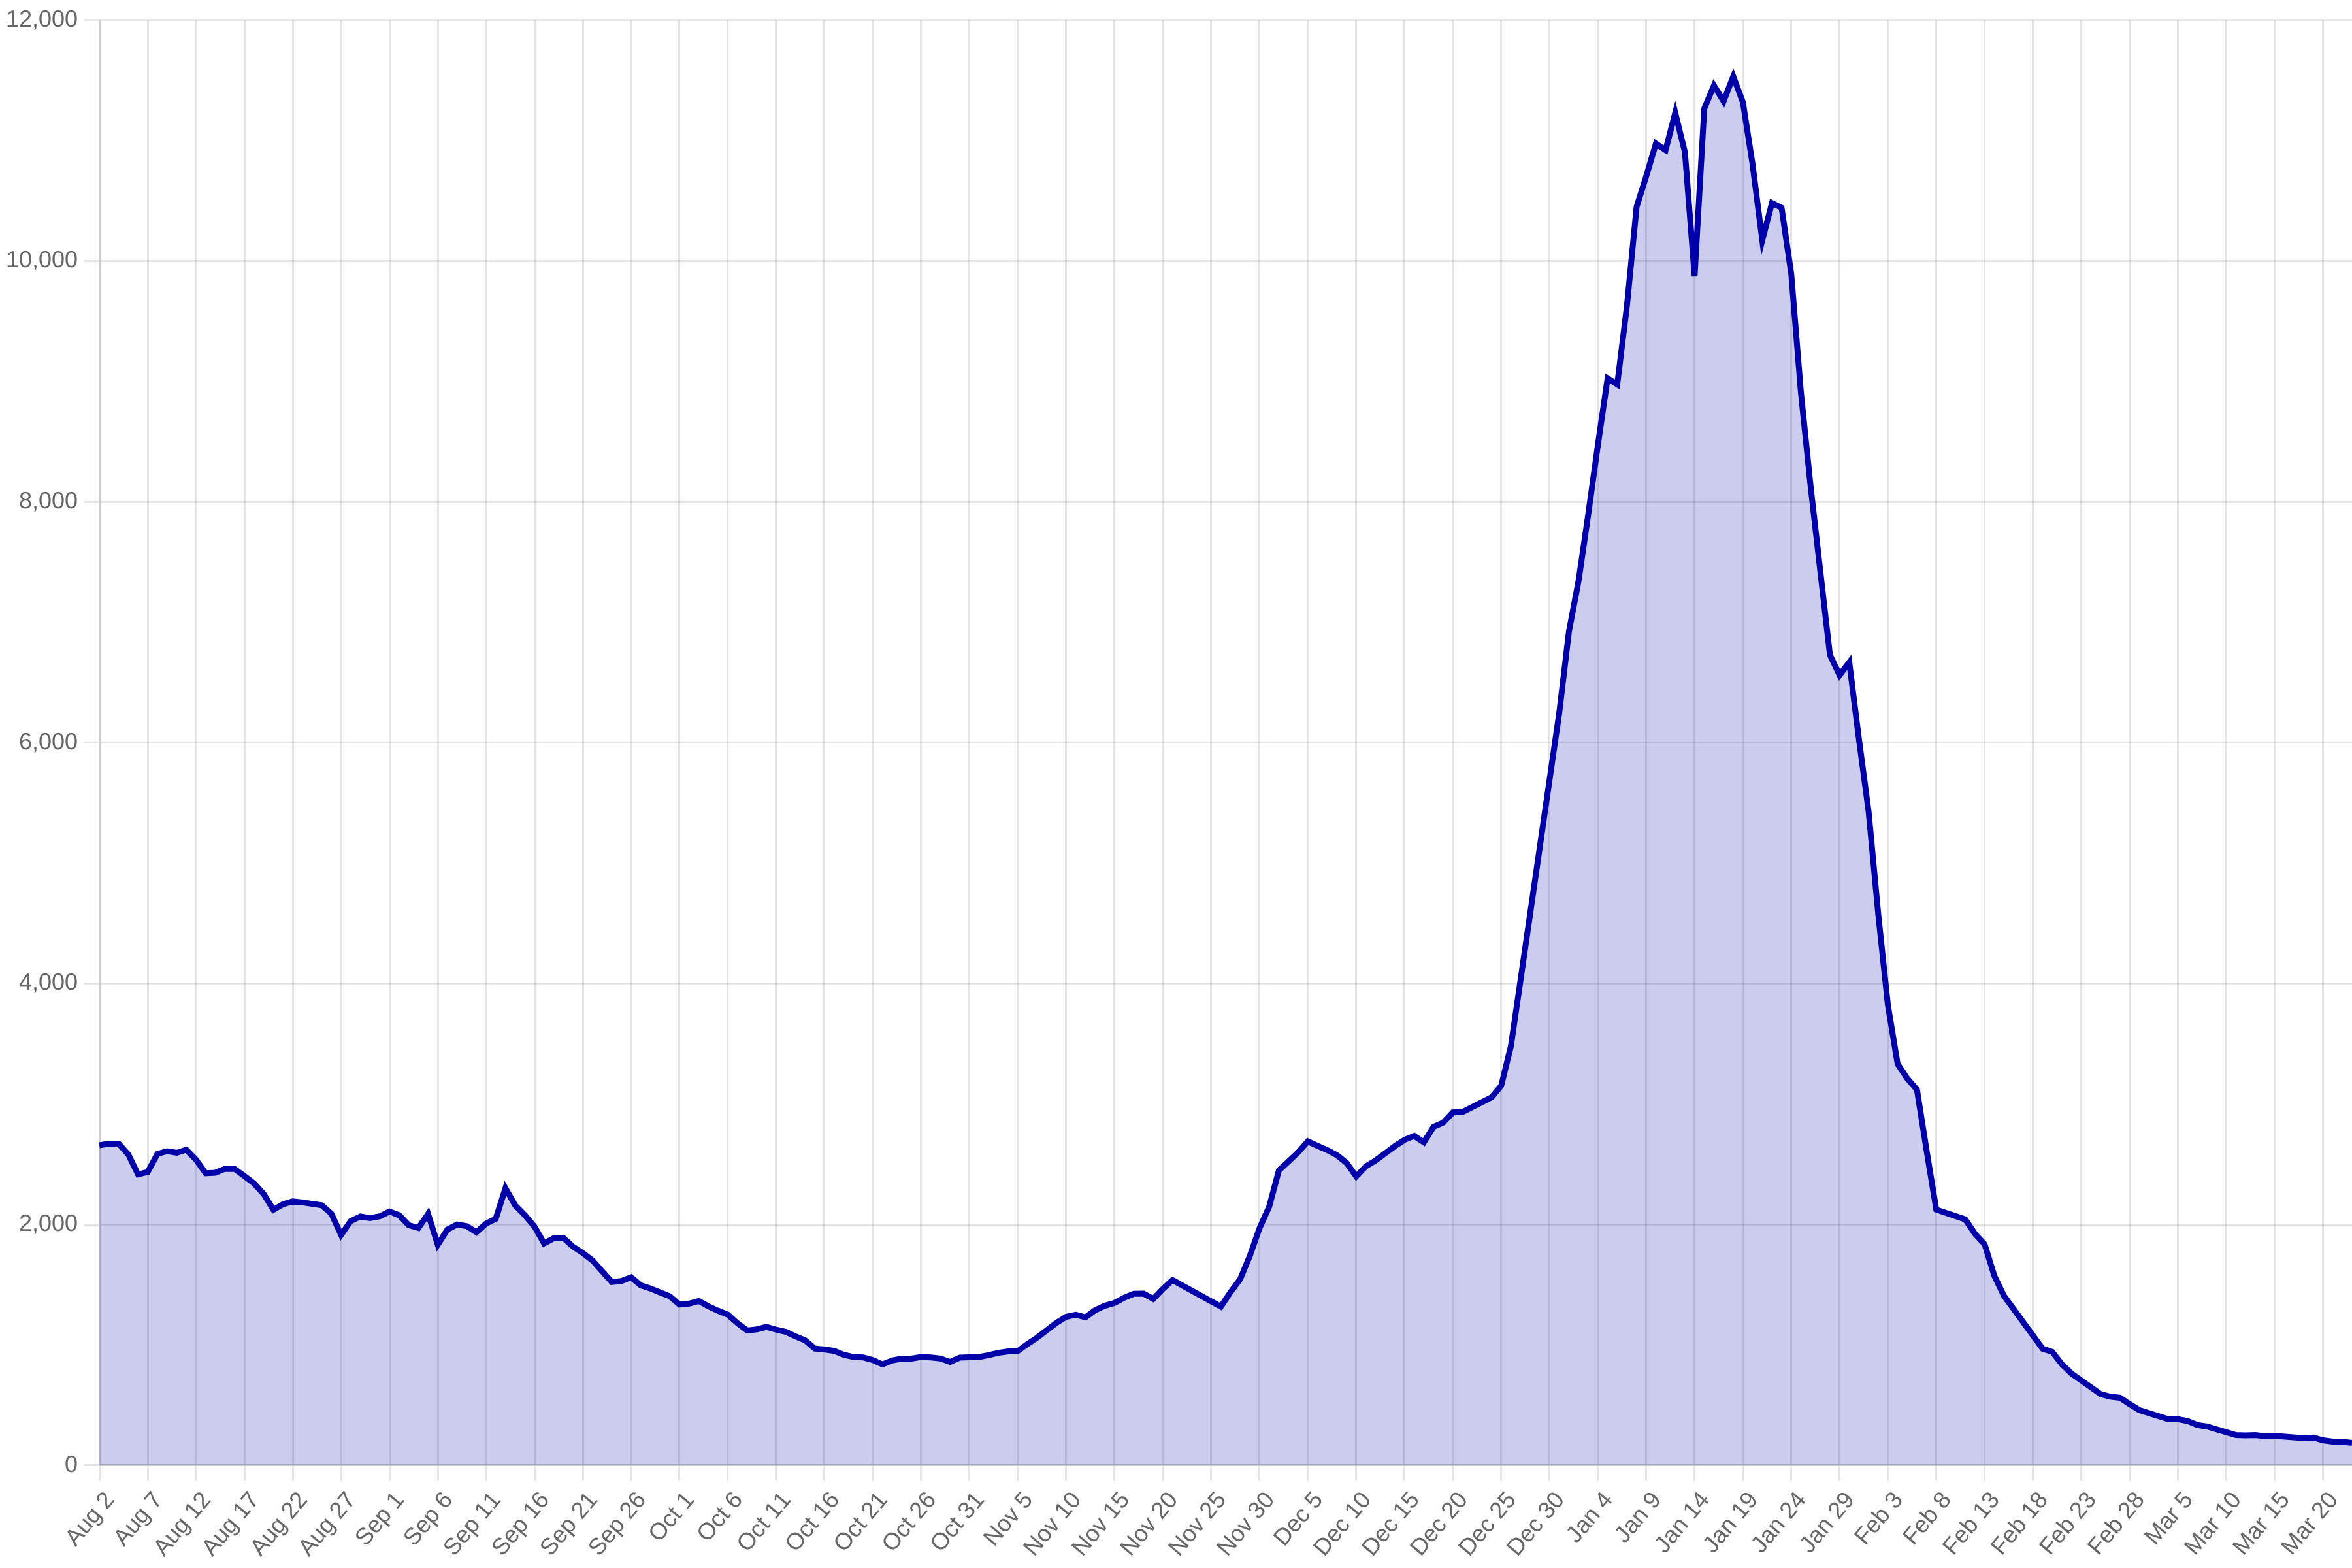 12,000
10,000
8,000
6,000
4,000
2,000
0
Aug 2
Aug 7
Aug 12
Aug 17
Aug 22
Aug 27
Sep 1
Sep 6
Sep 11
Sep 16
Sep 21
Sep 26
Oct 1
Oct 6
Oct 11
Oct 16
Oct 21
Oct 26
Oct 31
Nov 5
Nov 10
Nov 15
Nov 20
Nov 25
Nov 30
Dec 5
Dec 10
Dec 15
Dec 20
Dec 25
Dec 30
Jan 4
Jan 9
Jan 14
Jan 19
Jan 24
Jan 29
Feb 3
Feb 8
Feb 13
Feb 18
Feb 23
Feb 28
Mar 5
Mar 10
Mar 15
Mar 20